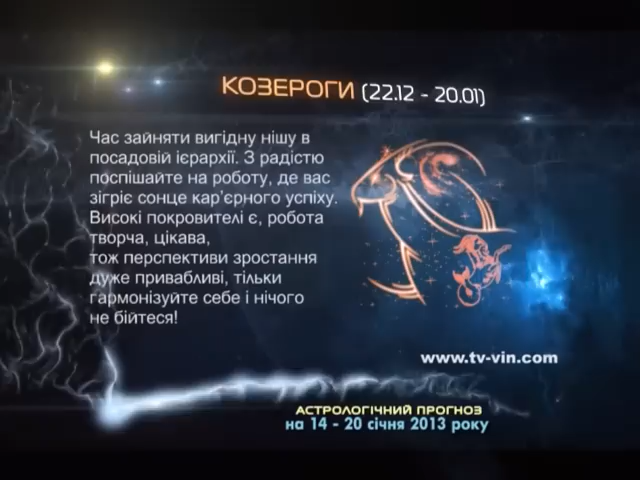 КОЗЕРОГИ (22.12 - 20.01)
Час зайняти вигідну нішу в
посадовій ієрархії. З радістю
поспішайте на роботу, де вас
зігріє сонце кар'єрного успіху.
Високі покровителі є, робота
творча, цікава,
тож перспективи зростання
дуже привабливі, тільки
гармонізуйте себе і нічого
не бійтеся!
www.tv-vin.com
АСТРОЛОГІЧНИЙ ПРОГНОЗ
на 14 - 20 січня 2013 року